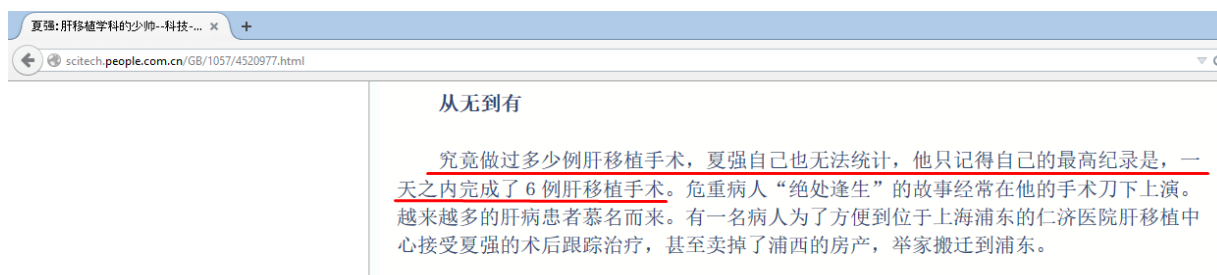 夏强:肝移植学科的少帅--科技-... × +
scitech.people.com.cn/GB/1057/4520977.html
从无到有
究竟做过多少例肝移植手术，夏强自己也无法统计，他只记得自己的最高纪录是，一
天之内完成了 6 例肝移植手术。危重病人“绝处逢生”的故事经常在他的手术刀下上演。
越来越多的肝病患者慕名而来。有一名病人为了方便到位于上海浦东的仁济医院肝移植中
心接受夏强的术后跟踪治疗，甚至卖掉了浦西的房产，举家搬迁到浦东。